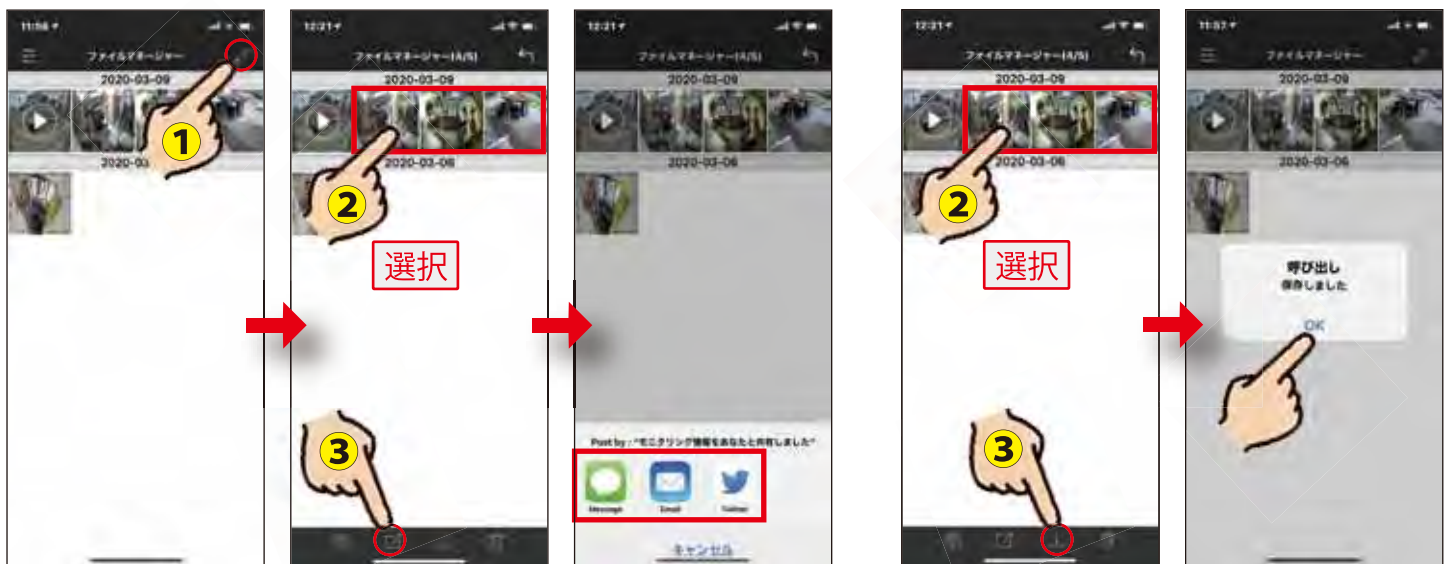 11:56
ファイルマネージャー
2020-03-09
1
2020-03
12:21
ファイルマネージャー(4/5)
2020-03-09
2020-03-06
2
選択
3
12:21
ファイルマネージャー(4/5)
2020-03-09
2020-03-06
Post by : "モニタリング情報をあなたと共有しました"
Message
Email
Twitter
キャンセル
12:21
ファイルマネージャー(4/5)
2020-03-09
2020-03-06
2
選択
3
11:57
ファイルマネージャー
2020-03-09
2020-03-06
呼び出し
保存しました
OK